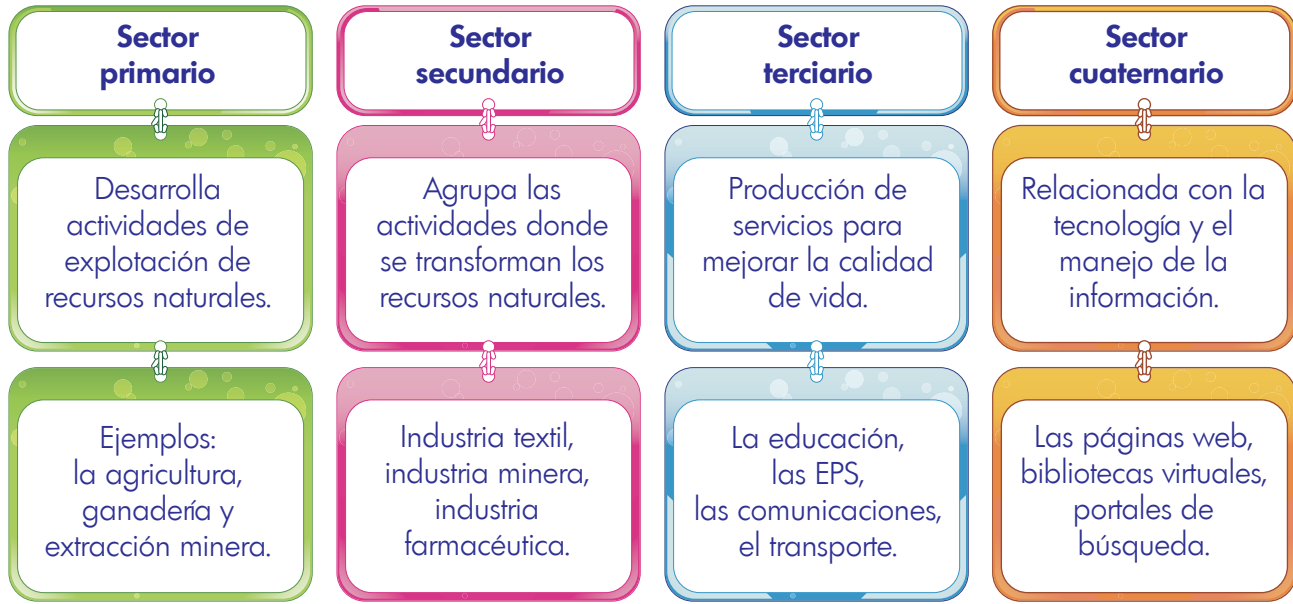 Sector
primario
Desarrolla
actividades de
explotación de
recursos naturales.
Ejemplos:
la agricultura,
ganadería y
extracción minera.
Sector
secundario
Agrupa las
actividades donde
se transforman los
recursos naturales.
Industria textil,
industria minera,
industria
farmacéutica.
Sector
terciario
Producción de
servicios para
mejorar la calidad
de vida.
La educación,
las EPS,
las comunicaciones,
el transporte.
Sector
cuaternario
Relacionada con la
tecnología y el
manejo de la
información.
Las páginas web,
bibliotecas virtuales,
portales de
búsqueda.